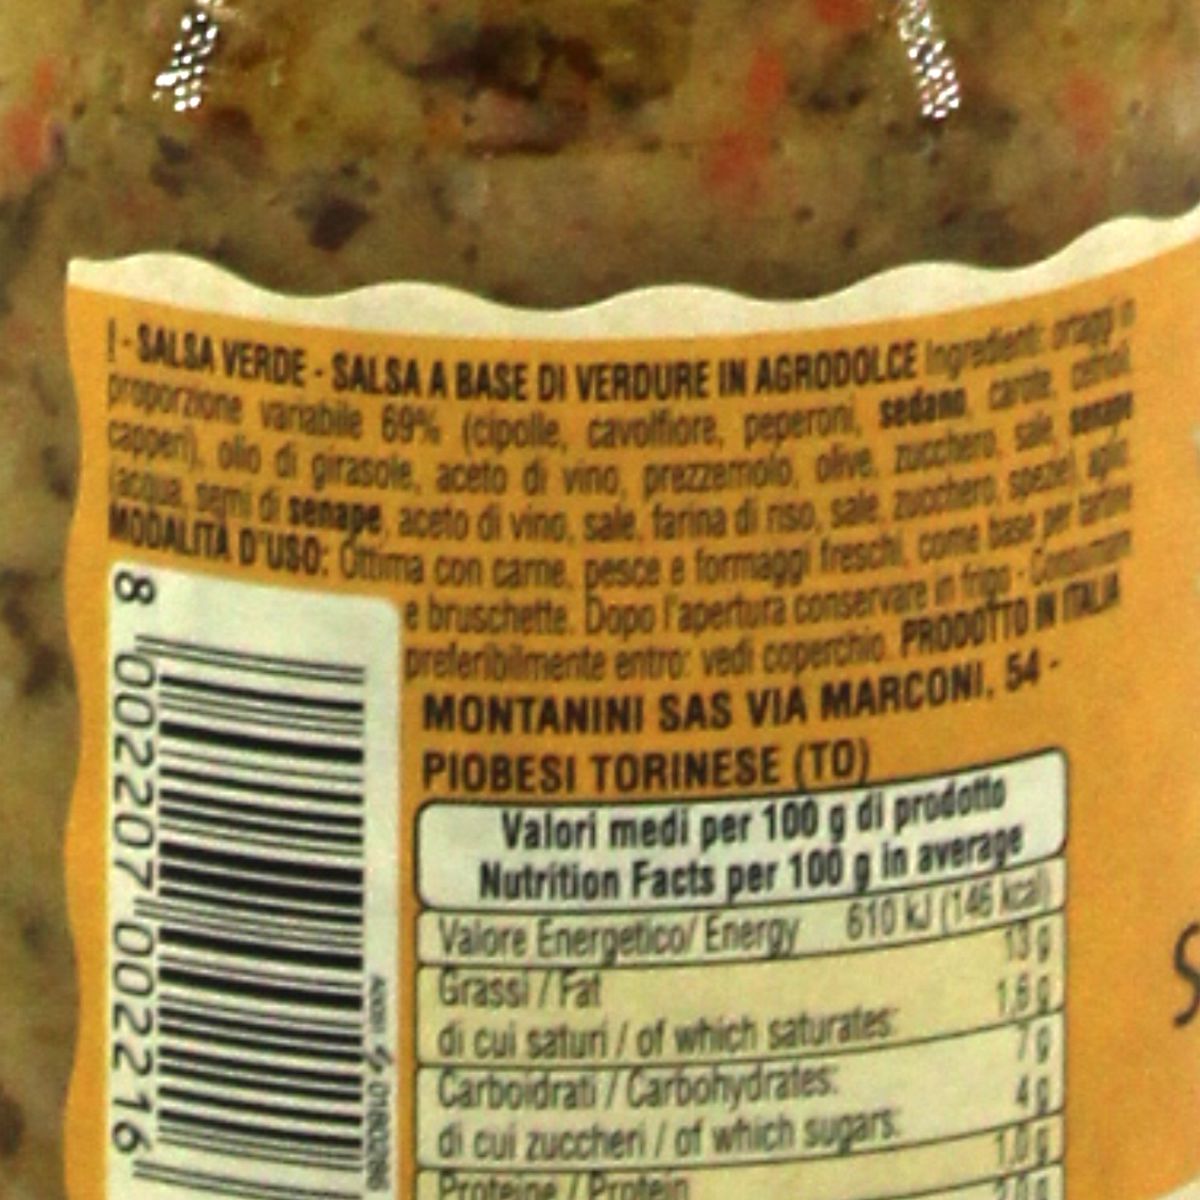 I - SALSA VERDE - SALSA A BASE DI VERDURE IN AGRODOLCE Ingredienti: ortaggi in
proporzione variabile 69% (cipolle, cavolfiore, peperoni, sedano, carote, cetrioli,
capperi), olio di girasole, aceto di vino, prezzemolo, olive, zucchero, sale, senape
(acqua, semi di senape, aceto di vino, sale, farina di riso, sale, zucchero, spezie), aglio.
MODALITÀ D'USO: Ottima con carne, pesce e formaggi freschi, come base per tartine
e bruschette. Dopo l'apertura conservare in frigo - Consumare
preferibilmente entro: vedi coperchio. PRODOTTO IN ITALIA
MONTANINI SAS VIA MARCONI, 54 -
PIOBESI TORINESE (TO)
Valori medi per 100 g di prodotto
Nutrition Facts per 100 g in average
Valore Energetico/ Energy 610 kJ (146 kcal)
Grassi / Fat 13 g
di cui saturi / of which saturates: 1,6 g
Carboidrati / Carbohydrates: 7 g
di cui zuccheri / of which sugars: 4 g
Proteine / Protein 1,0 g
8 002207 002216